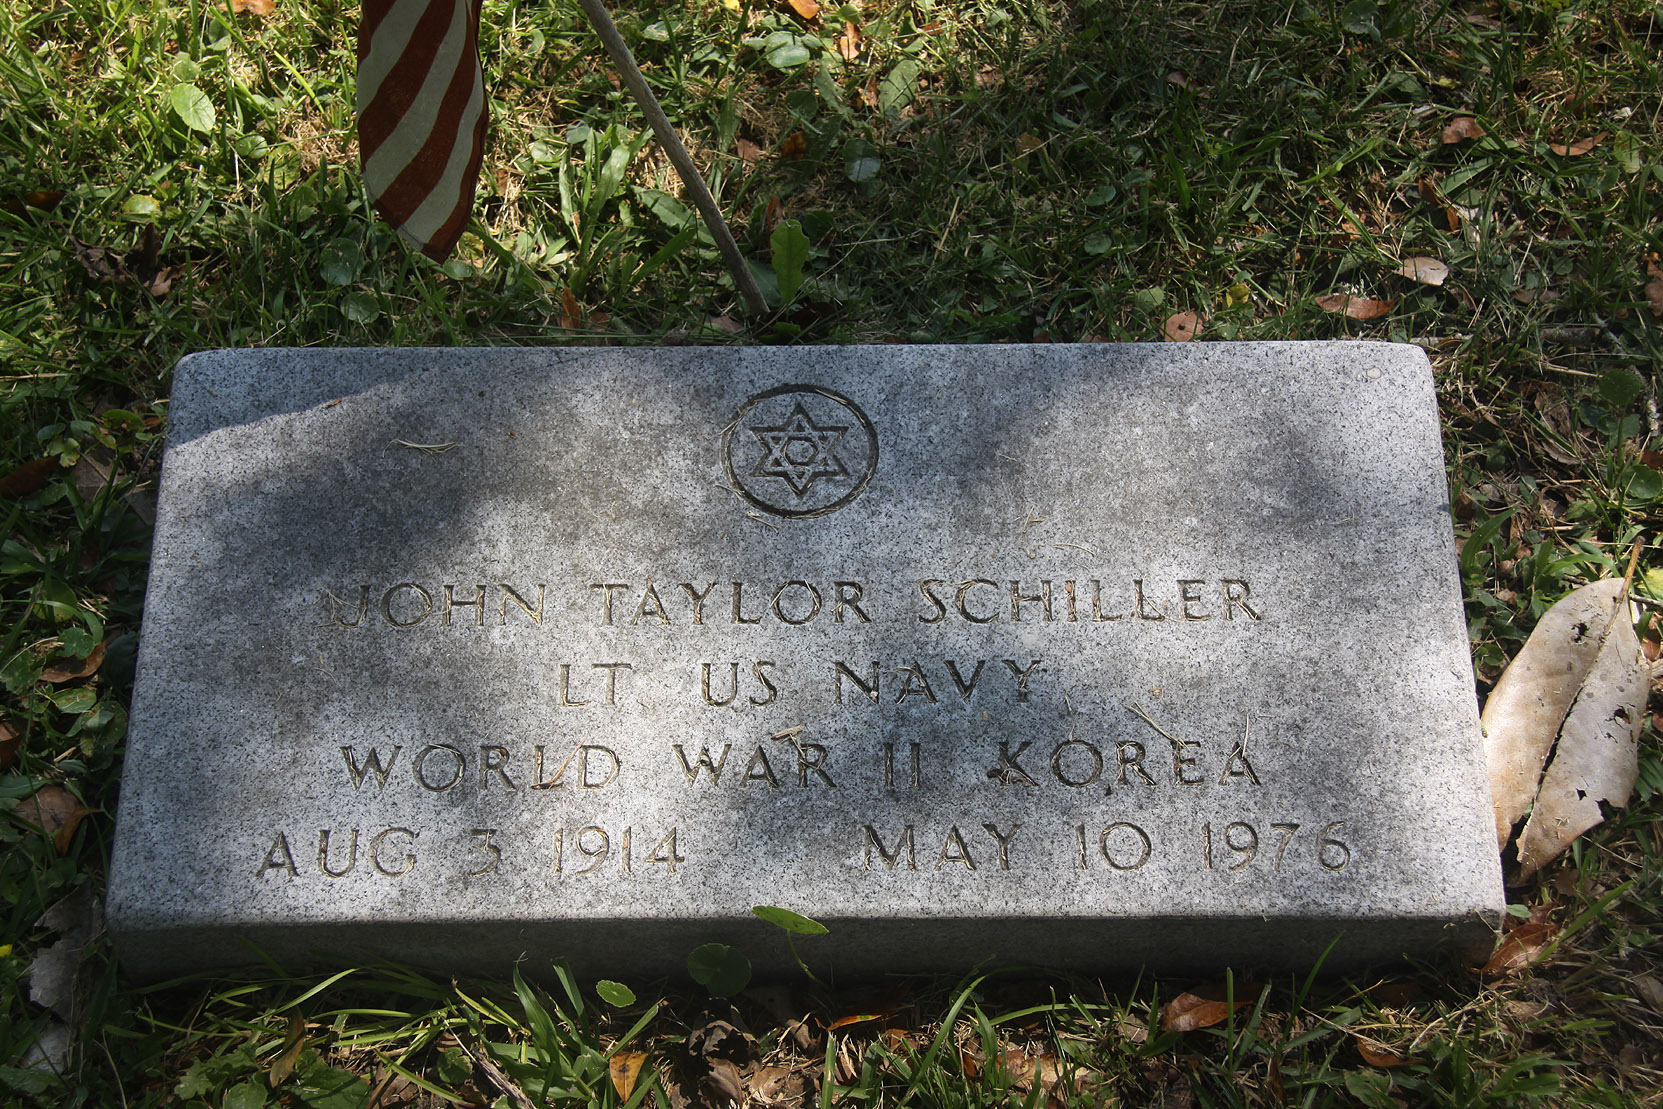 JOHN TAYLOR SCHILLER
LT US NAVY
WORLD WAR II KOREA
AUG 3 1914 MAY 10 1976